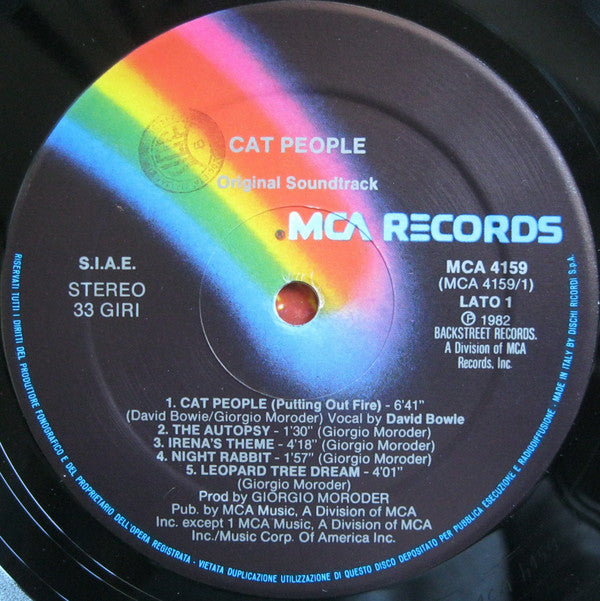 CAT PEOPLE
Original Soundtrack
MCA RECORDS
S.I.A.E.
STEREO
33 GIRI
MCA 4159
(MCA 4159/1)
LATO 1
Ⓟ 1982
BACKSTREET RECORDS.
A Division of MCA
Records, Inc.
1. CAT PEOPLE (Putting Out Fire) - 6'41"
(David Bowie/Giorgio Moroder) Vocal by David Bowie
2. THE AUTOPSY - 1'30" (Giorgio Moroder)
3. IRENA'S THEME - 4'18" (Giorgio Moroder)
4. NIGHT RABBIT - 1'57" (Giorgio Moroder)
5. LEOPARD TREE DREAM - 4'01"
(Giorgio Moroder)
Prod by GIORGIO MORODER
Pub. by MCA Music, A Division of MCA
Inc. except 1 MCA Music, A Division of MCA
Inc./Music Corp. Of America Inc.
RISERVATI TUTTI I DIRITTI DEL PRODUTTORE FONOGRAFICO E DEL PROPRIETARIO DELL'OPERA REGISTRATA - VIETATA DUPLICAZIONE UTILIZZAZIONE DI QUESTO DISCO DEPOSITATO PER PUBBLICA ESECUZIONE E RADIODIFFUSIONE - MADE IN ITALY BY DISCHI RICORDI S.p.A.